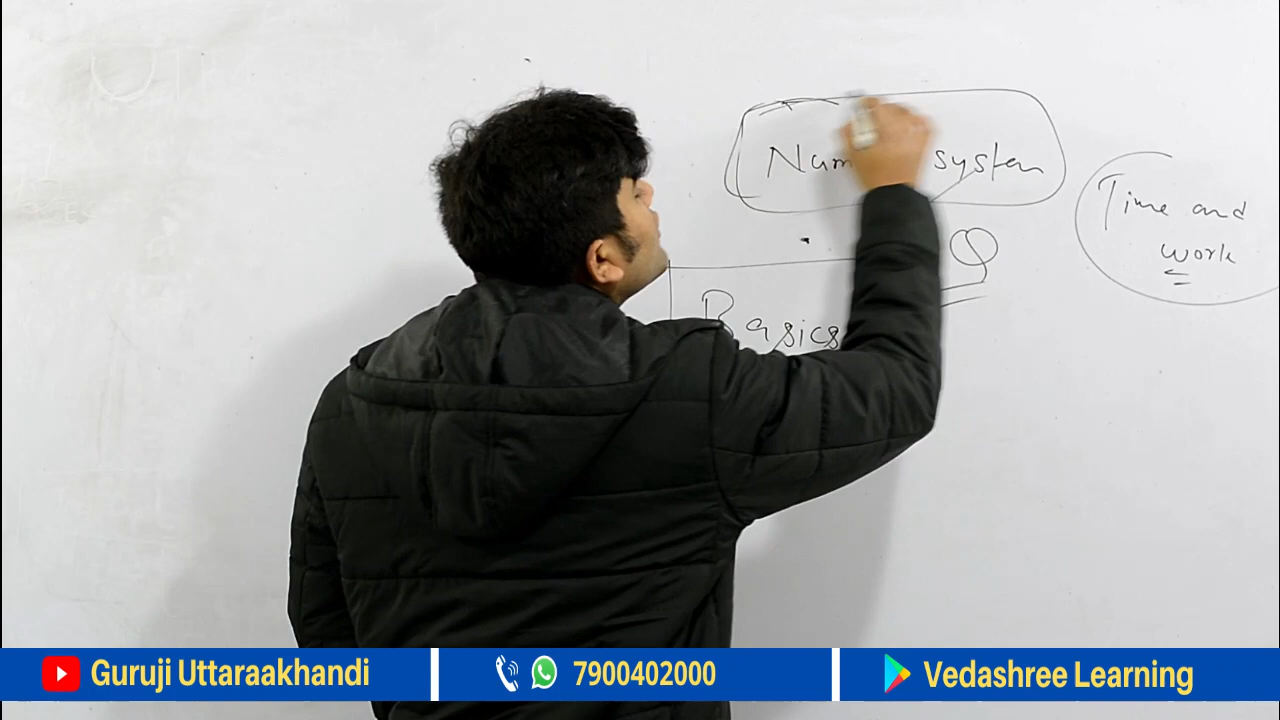 Num system
Time and
work
Basics
Guruji Uttaraakhandi
7900402000
Vedashree Learning